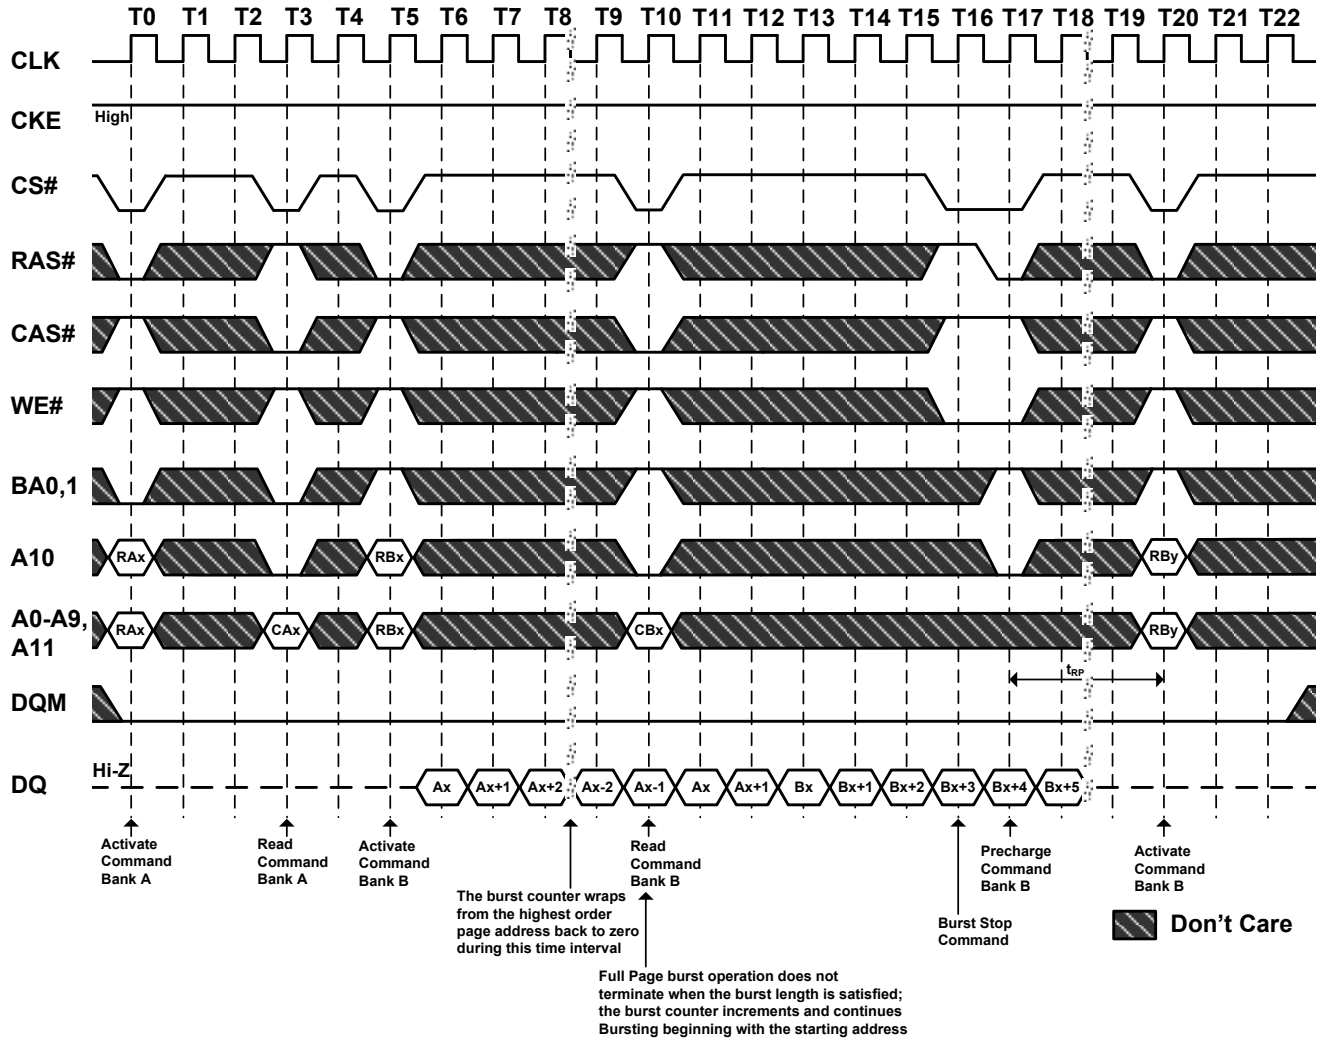 T0 T1 T2 T3 T4 T5 T6 T7 T8 T9 T10 T11 T12 T13 T14 T15 T16 T17 T18 T19 T20 T21 T22
CLK
CKE High
CS#
RAS#
CAS#
WE#
BA0,1
A10 RAx RBx RBy
A0-A9,
A11
RAx CAx RBx CBx RBy
tRP
DQM
DQ Hi-Z Ax Ax+1 Ax+2 Ax-2 Ax-1 Ax Ax+1 Bx Bx+1 Bx+2 Bx+3 Bx+4 Bx+5
Activate
Command
Bank A
Read
Command
Bank A
Activate
Command
Bank B
The burst counter wraps
from the highest order
page address back to zero
during this time interval
Read
Command
Bank B
Full Page burst operation does not
terminate when the burst length is satisfied;
the burst counter increments and continues
Bursting beginning with the starting address
Burst Stop
Command
Precharge
Command
Bank B
Activate
Command
Bank B
Don't Care